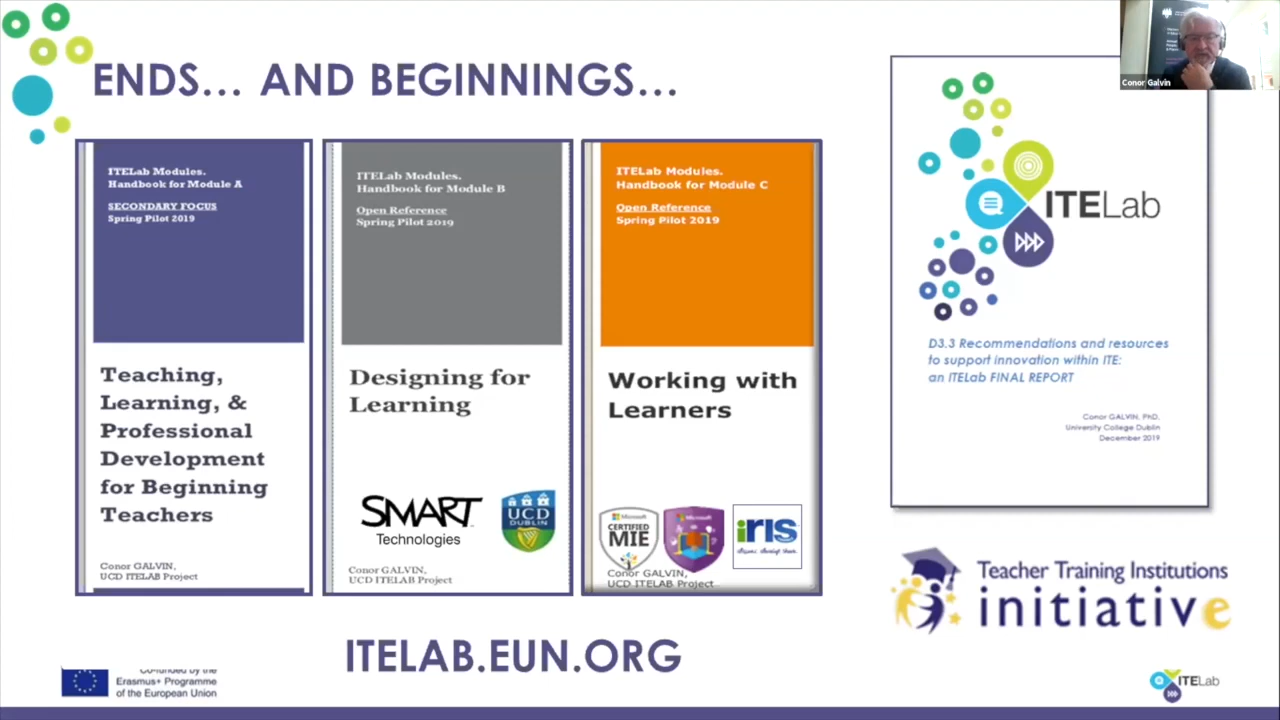 ENDS... AND BEGINNINGS...
Conor Galvin
ITELab Modules.
Handbook for Module A
SECONDARY FOCUS
Spring Pilot 2019
Teaching,
Learning, &
Professional
Development
for Beginning
Teachers
Conor GALVIN,
UCD ITELAB Project
ITELab Modules.
Handbook for Module B
Open Reference
Spring Pilot 2019
Designing for
Learning
SMART
Technologies
UCD
DUBLIN
Conor GALVIN,
UCD ITELAB Project
ITELab Modules.
Handbook for Module C
Open Reference
Spring Pilot 2019
Working with
Learners
Microsoft
CERTIFIED
MIE
Microsoft
iRIS
Conor GALVIN,
UCD ITELAB Project
ITELab
D3.3 Recommendations and resources
to support innovation within ITE:
an ITELab FINAL REPORT
Conor GALVIN, PhD.
University College Dublin
December 2019
Teacher Training Institutions
initiative
ITELAB.EUN.ORG
Co-funded by the
Erasmus+ Programme
of the European Union
ITELab